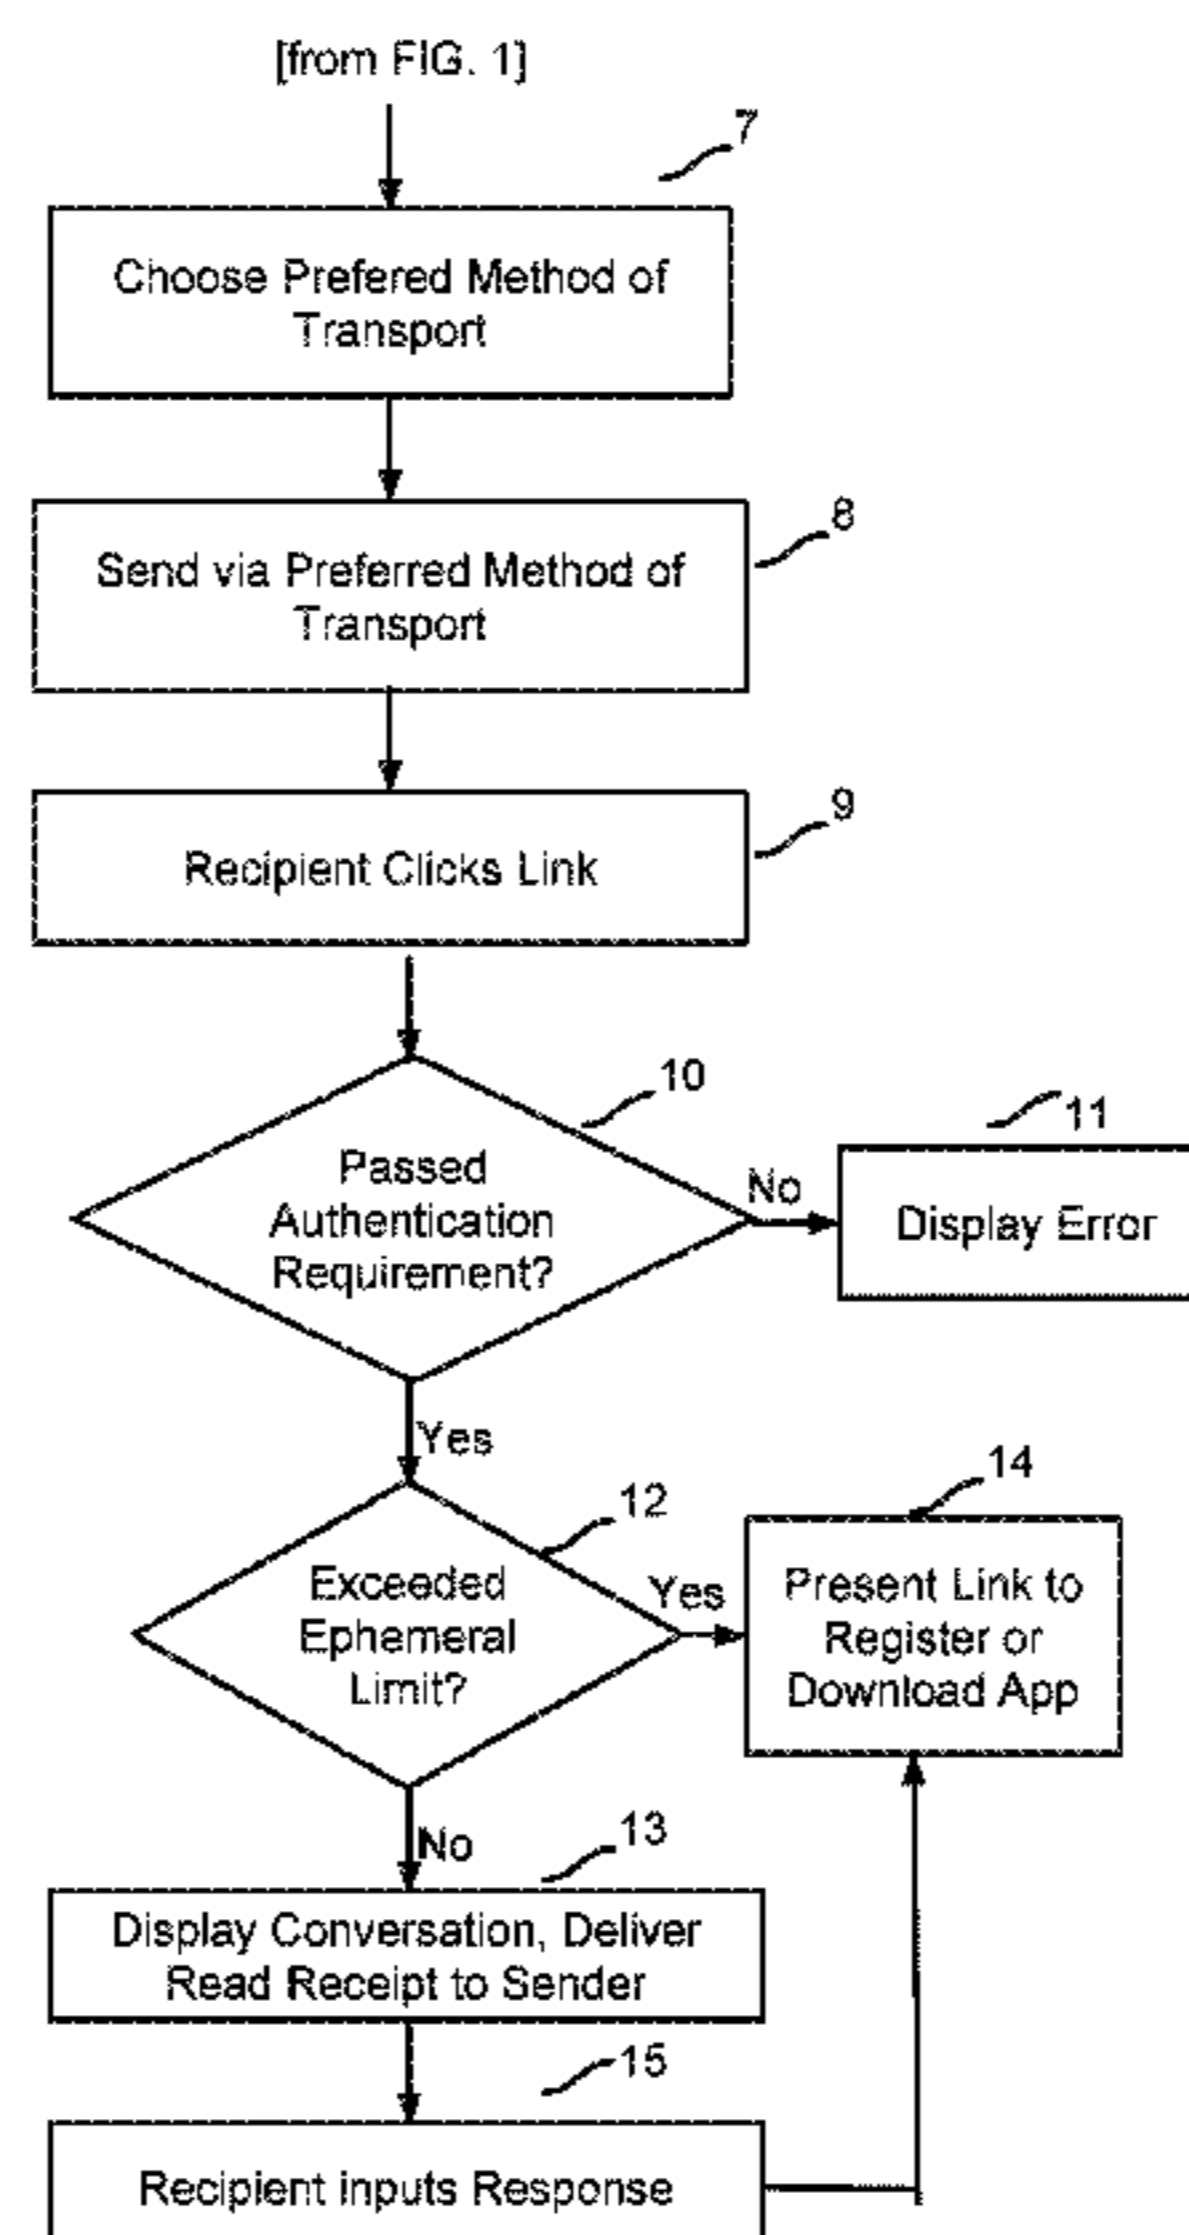 [from FIG. 1]
7
Choose Prefered Method of
Transport
8
Send via Preferred Method of
Transport
9
Recipient Clicks Link
10
Passed
Authentication
Requirement?
No
11
Display Error
Yes
12
Exceeded
Ephemeral
Limit?
Yes
14
Present Link to
Register or
Download App
No
13
Display Conversation, Deliver
Read Receipt to Sender
15
Recipient inputs Response